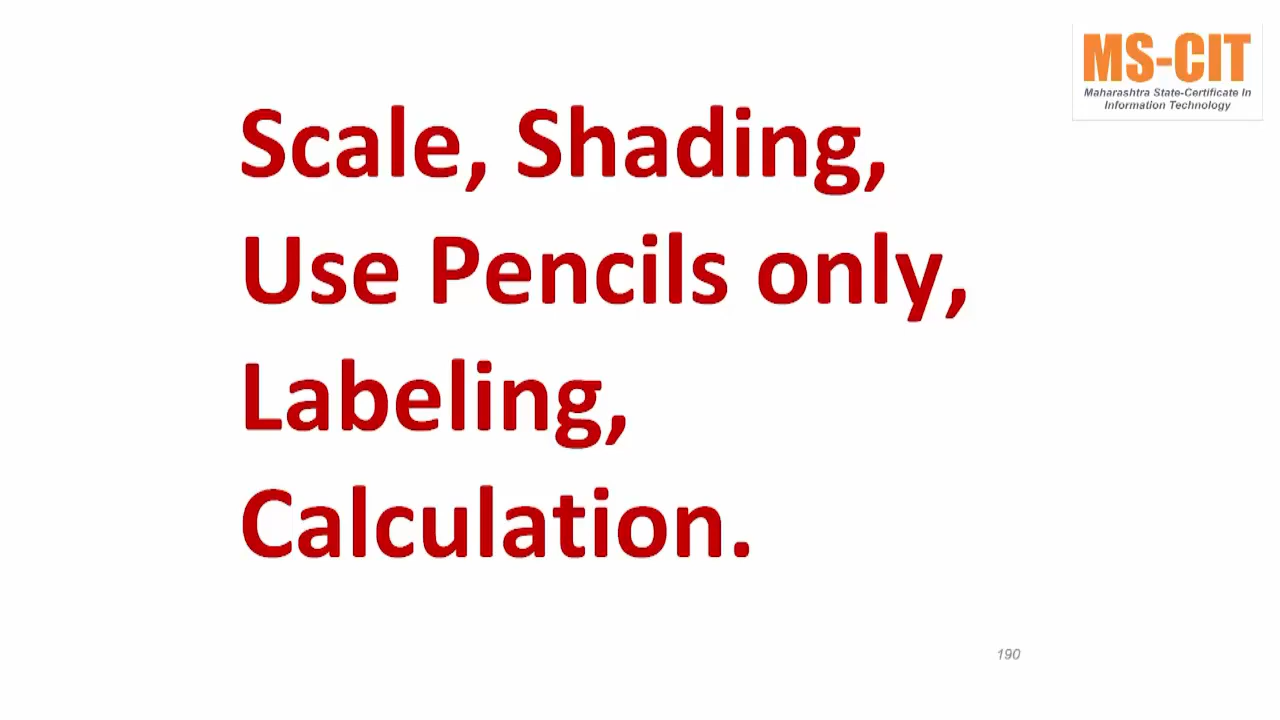 MS-CIT
Maharashtra State-Certificate In
Information Technology
Scale, Shading,
Use Pencils only,
Labeling,
Calculation.
190